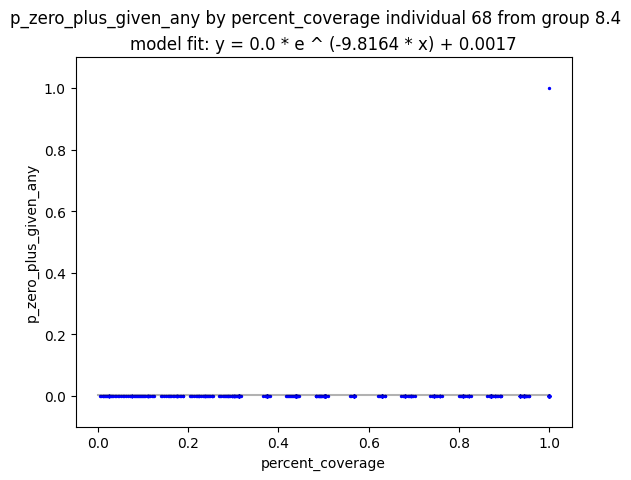 p_zero_plus_given_any by percent_coverage individual 68 from group 8.4
model fit: y = 0.0 * e ^ (-9.8164 * x) + 0.0017
1.0
0.8
0.6
0.4
0.2
0.0
p_zero_plus_given_any
0.0 0.2 0.4 0.6 0.8 1.0
percent_coverage